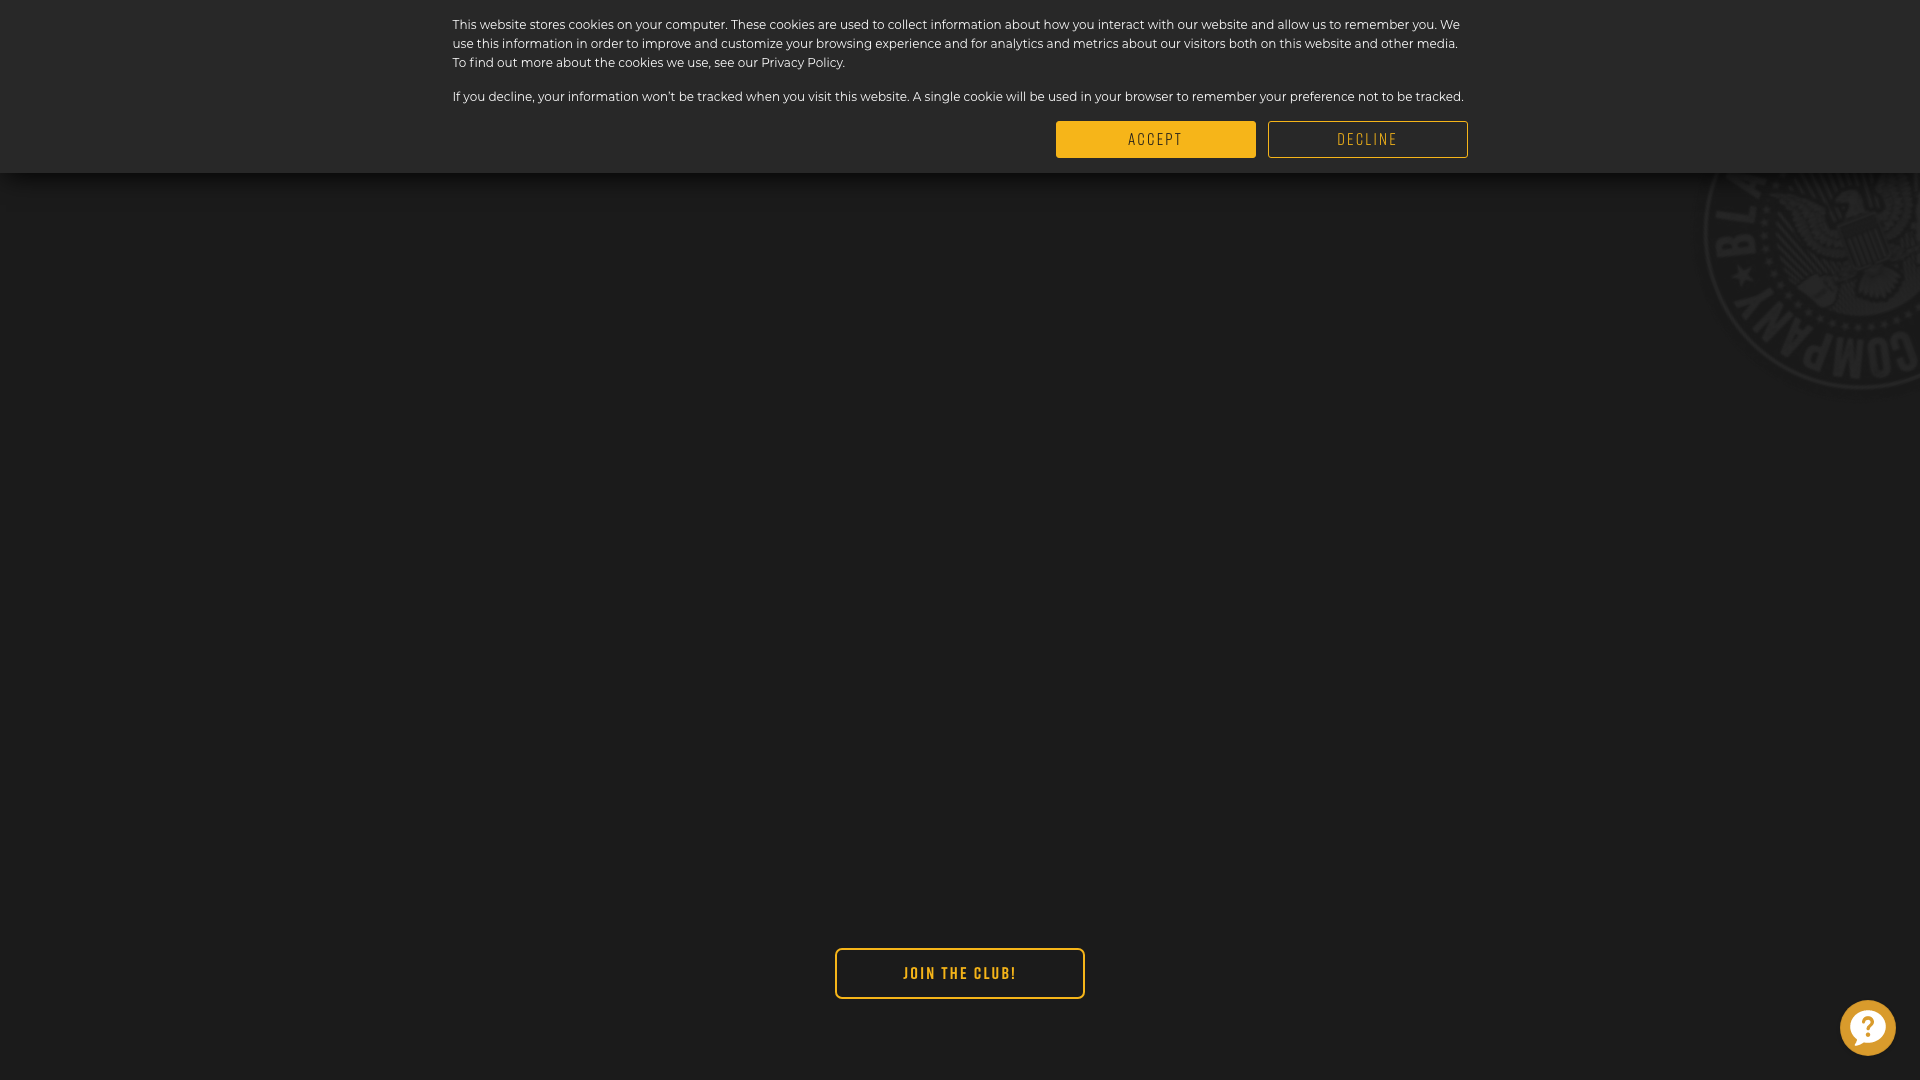 This website stores cookies on your computer. These cookies are used to collect information about how you interact with our website and allow us to remember you. We
use this information in order to improve and customize your browsing experience and for analytics and metrics about our visitors both on this website and other media.
To find out more about the cookies we use, see our Privacy Policy.
If you decline, your information won't be tracked when you visit this website. A single cookie will be used in your browser to remember your preference not to be tracked.
ACCEPT
DECLINE
COMPANY
JOIN THE CLUB!